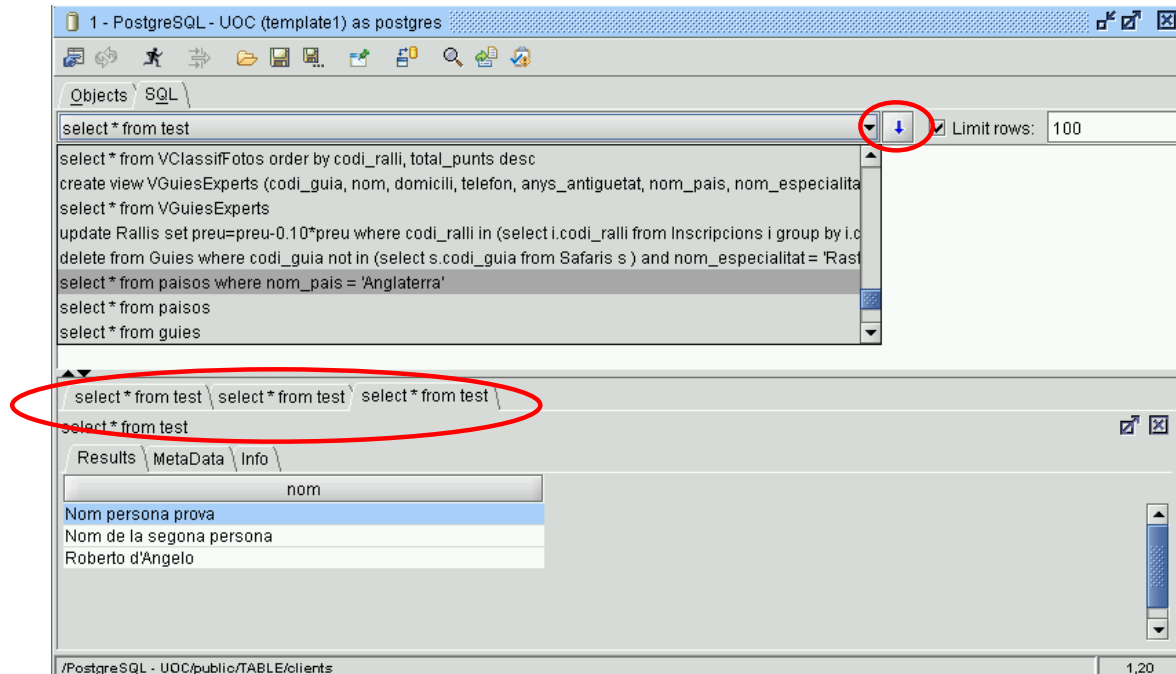 1 - PostgreSQL - UOC (template1) as postgres
Objects SQL
select * from test Limit rows: 100
select * from VClassifFotos order by codi_ralli, total_punts desc
create view VGuiesExperts (codi_guia, nom, domicili, telefon, anys_antiguetat, nom_pais, nom_especialita
select * from VGuiesExperts
update Rallis set preu=preu-0.10*preu where codi_ralli in (select i.codi_ralli from Inscripcions i group by i.c
delete from Guies where codi_guia not in (select s.codi_guia from Safaris s ) and nom_especialitat = 'Rast
select * from paisos where nom_pais = 'Anglaterra'
select * from paisos
select * from guies
select * from test select * from test select * from test
select * from test
Results MetaData Info
nom
Nom persona prova
Nom de la segona persona
Roberto d'Angelo
/PostgreSQL - UOC/public/TABLE/clients 1,20